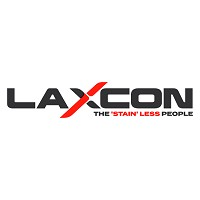 LAXCON
THE 'STAIN' LESS PEOPLE